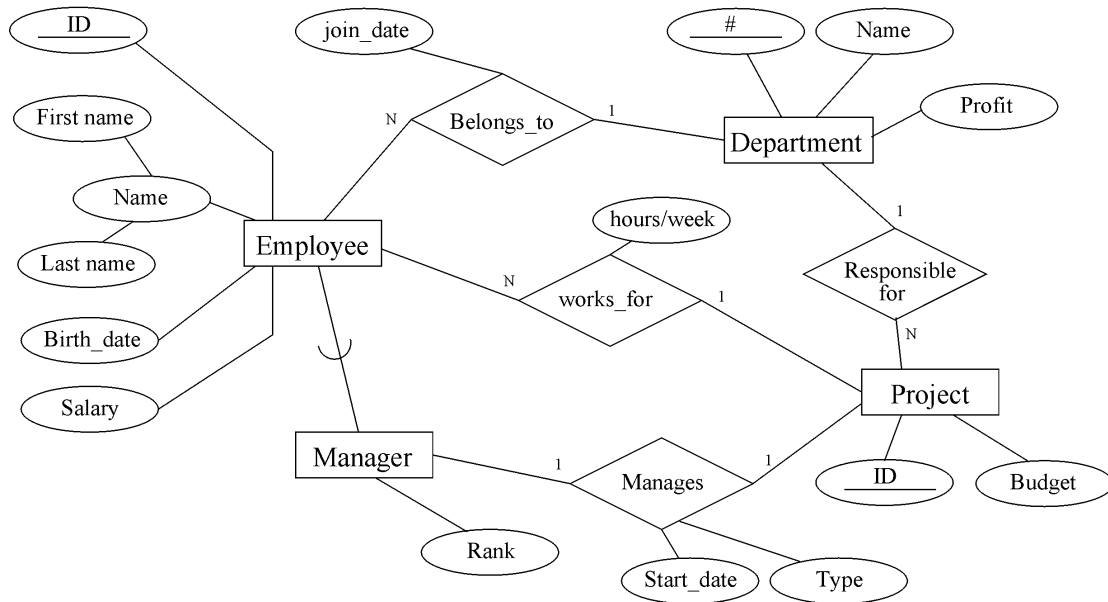 ID
join_date
#
Name
First name
N
Belongs_to
1
Profit
Department
Name
hours/week
1
Employee
Last name
Responsible
for
N
works_for
1
Birth_date
N
Salary
Project
Manager
1
Manages
1
ID
Budget
Rank
Start_date
Type